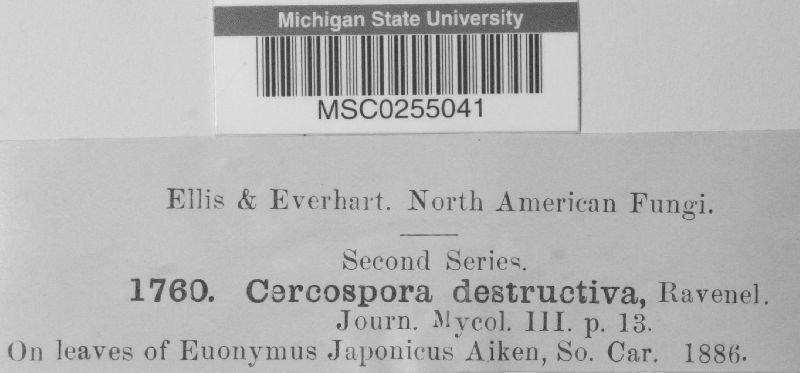 Michigan State University
MSC0255041
Ellis & Everhart. North American Fungi.
Second Series.
1760. Cercospora destructiva, Ravenel.
Journ. Mycol. III. p. 13.
On leaves of Euonymus Japonicus Aiken, So. Car. 1886.